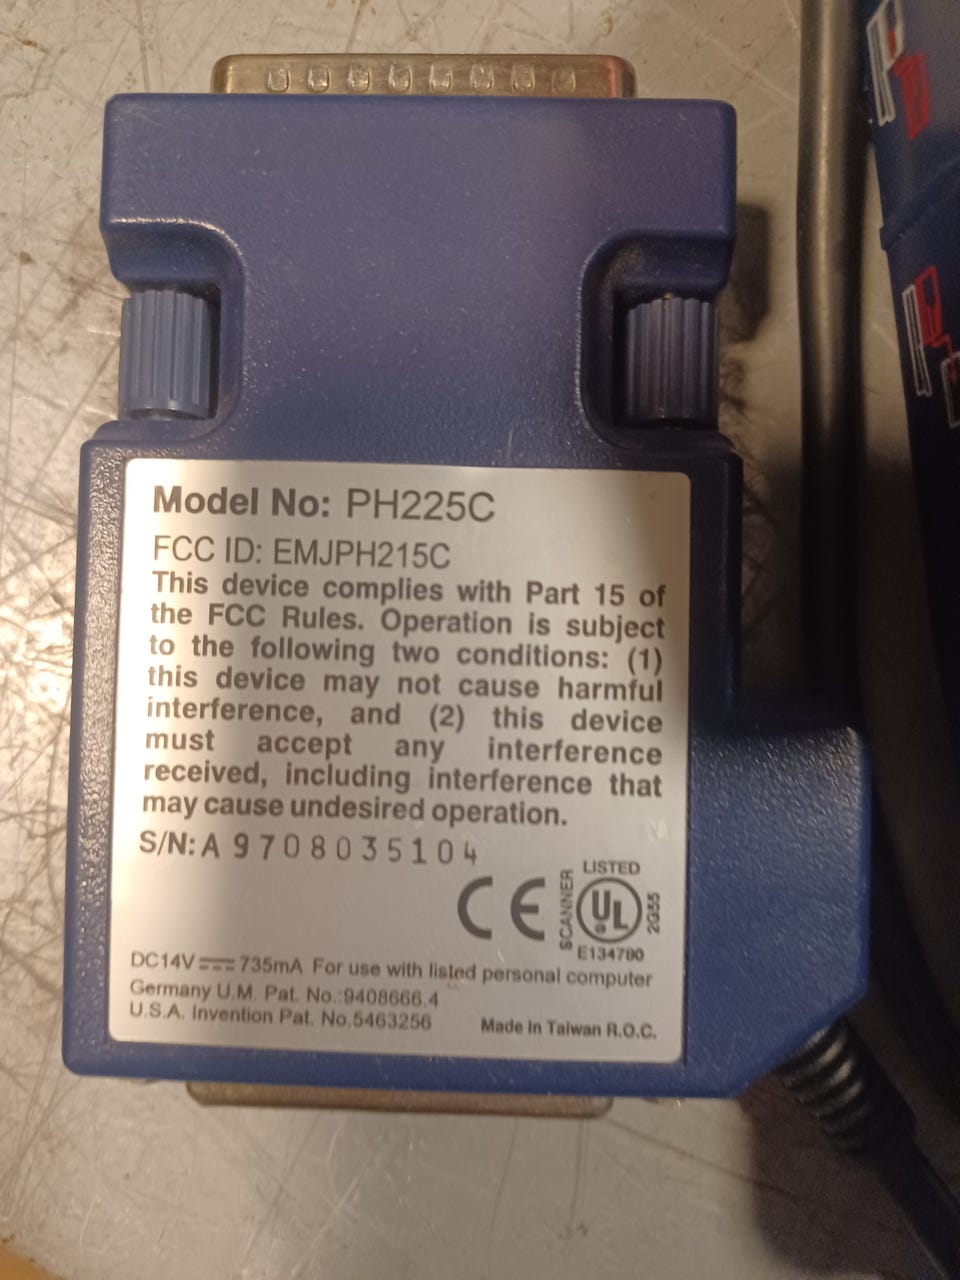 Model No: PH225C
FCC ID: EMJPH215C
This device complies with Part 15 of
the FCC Rules. Operation is subject
to the following two conditions: (1)
this device may not cause harmful
interference, and (2) this device
must accept any interference
received, including interference that
may cause undesired operation.
S/N: A 9708035104
CE
SCANNER
LISTED
UL
®
2G55
E134780
DC14V 735mA For use with listed personal computer
Germany U.M. Pat. No.:9408666.4
U.S.A. Invention Pat. No.5463256
Made in Taiwan R.O.C.